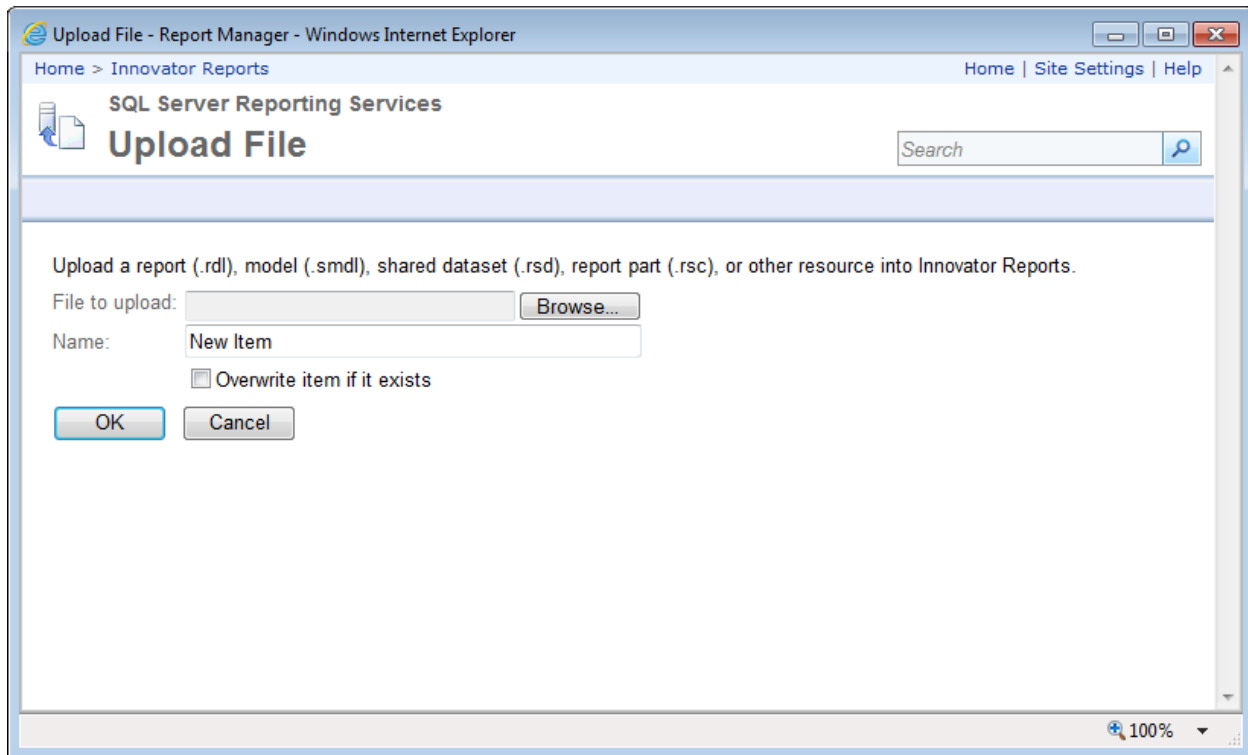 Upload File - Report Manager - Windows Internet Explorer
Home > Innovator Reports
Home | Site Settings | Help
SQL Server Reporting Services
Upload File
Search
Upload a report (.rdl), model (.smdl), shared dataset (.rsd), report part (.rsc), or other resource into Innovator Reports.
File to upload:
Browse...
Name:
New Item
Overwrite item if it exists
OK
Cancel
100%